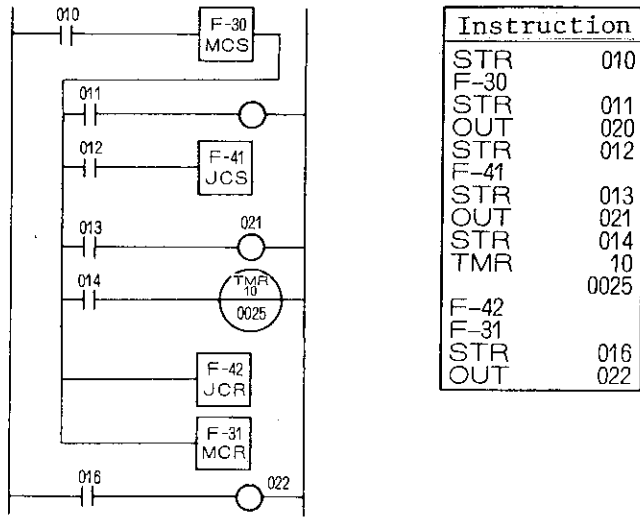 010
F-30
MCS
011
012
F-41
JCS
013
021
014
TMR
10
0025
F-42
JCR
F-31
MCR
016
022
Instruction
STR 010
F-30
STR 011
OUT 020
STR 012
F-41
STR 013
OUT 021
STR 014
TMR 10
0025
F-42
F-31
STR 016
OUT 022